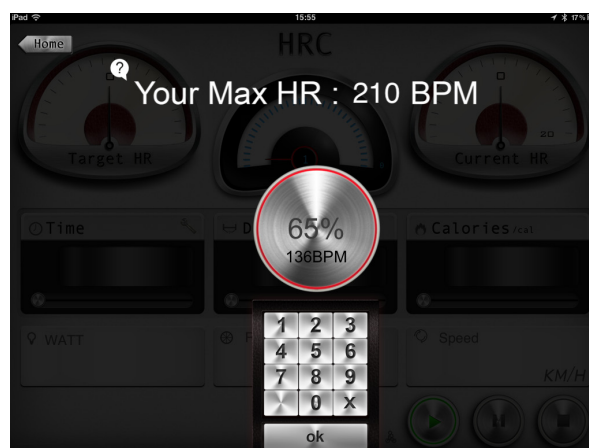 iPad 15:55 17%
Home
HRC
?
Your Max HR : 210 BPM
20
Target HR
Current HR
65%
136BPM
Time
D
Calories/cal
1 2 3
4 5 6
7 8 9
0 X
ok
WATT
Speed
KM/H